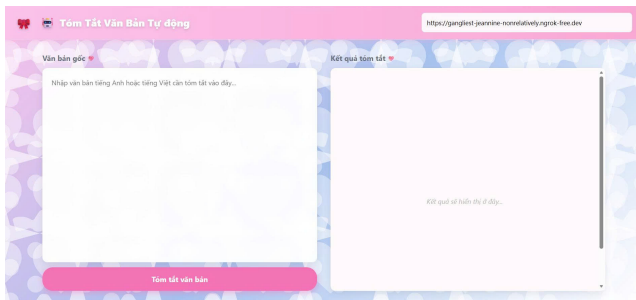 Tóm Tắt Văn Bản Tự động
https://gangliest-jeannine-nonrelatively.ngrok-free.dev
Văn bản gốc
Kết quả tóm tắt
Nhập văn bản tiếng Anh hoặc tiếng Việt cần tóm tắt vào đây...
Kết quả sẽ hiển thị ở đây...
Tóm tắt văn bản